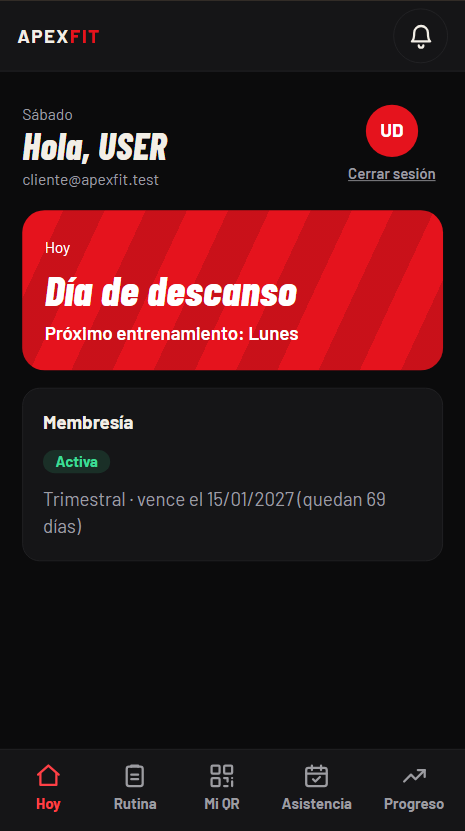 APEXFIT
Sábado
Hola, USER
cliente@apexfit.test
UD
Cerrar sesión
Hoy
Día de descanso
Próximo entrenamiento: Lunes
Membresía
Activa
Trimestral · vence el 15/01/2027 (quedan 69
días)
Hoy
Rutina
Mi QR
Asistencia
Progreso